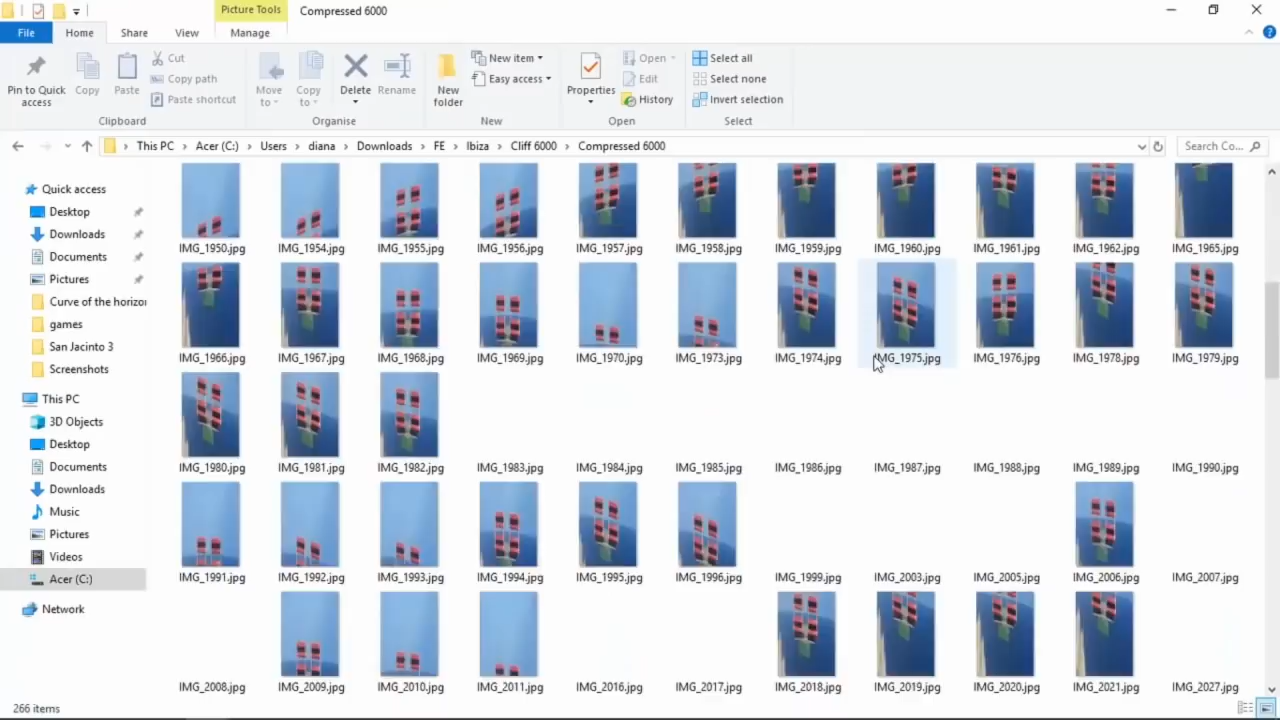 Picture Tools
Compressed 6000
File
Home
Share
View
Manage
Pin to Quick access
Copy
Paste
Cut
Copy path
Paste shortcut
Clipboard
Move to
Copy to
Delete
Rename
Organise
New folder
New item
Easy access
New
Properties
Open
Edit
History
Open
Select all
Select none
Invert selection
Select
This PC > Acer (C:) > Users > diana > Downloads > FE > Ibiza > Cliff 6000 > Compressed 6000
Search Co...
Quick access
Desktop
Downloads
Documents
Pictures
Curve of the horizon
games
San Jacinto 3
Screenshots
This PC
3D Objects
Desktop
Documents
Downloads
Music
Pictures
Videos
Acer (C:)
Network
IMG_1950.jpg IMG_1954.jpg IMG_1955.jpg IMG_1956.jpg IMG_1957.jpg IMG_1958.jpg IMG_1959.jpg IMG_1960.jpg IMG_1961.jpg IMG_1962.jpg IMG_1965.jpg
IMG_1966.jpg IMG_1967.jpg IMG_1968.jpg IMG_1969.jpg IMG_1970.jpg IMG_1973.jpg IMG_1974.jpg IMG_1975.jpg IMG_1976.jpg IMG_1978.jpg IMG_1979.jpg
IMG_1980.jpg IMG_1981.jpg IMG_1982.jpg IMG_1983.jpg IMG_1984.jpg IMG_1985.jpg IMG_1986.jpg IMG_1987.jpg IMG_1988.jpg IMG_1989.jpg IMG_1990.jpg
IMG_1991.jpg IMG_1992.jpg IMG_1993.jpg IMG_1994.jpg IMG_1995.jpg IMG_1996.jpg IMG_1999.jpg IMG_2003.jpg IMG_2005.jpg IMG_2006.jpg IMG_2007.jpg
IMG_2008.jpg IMG_2009.jpg IMG_2010.jpg IMG_2011.jpg IMG_2016.jpg IMG_2017.jpg IMG_2018.jpg IMG_2019.jpg IMG_2020.jpg IMG_2021.jpg IMG_2027.jpg
266 items